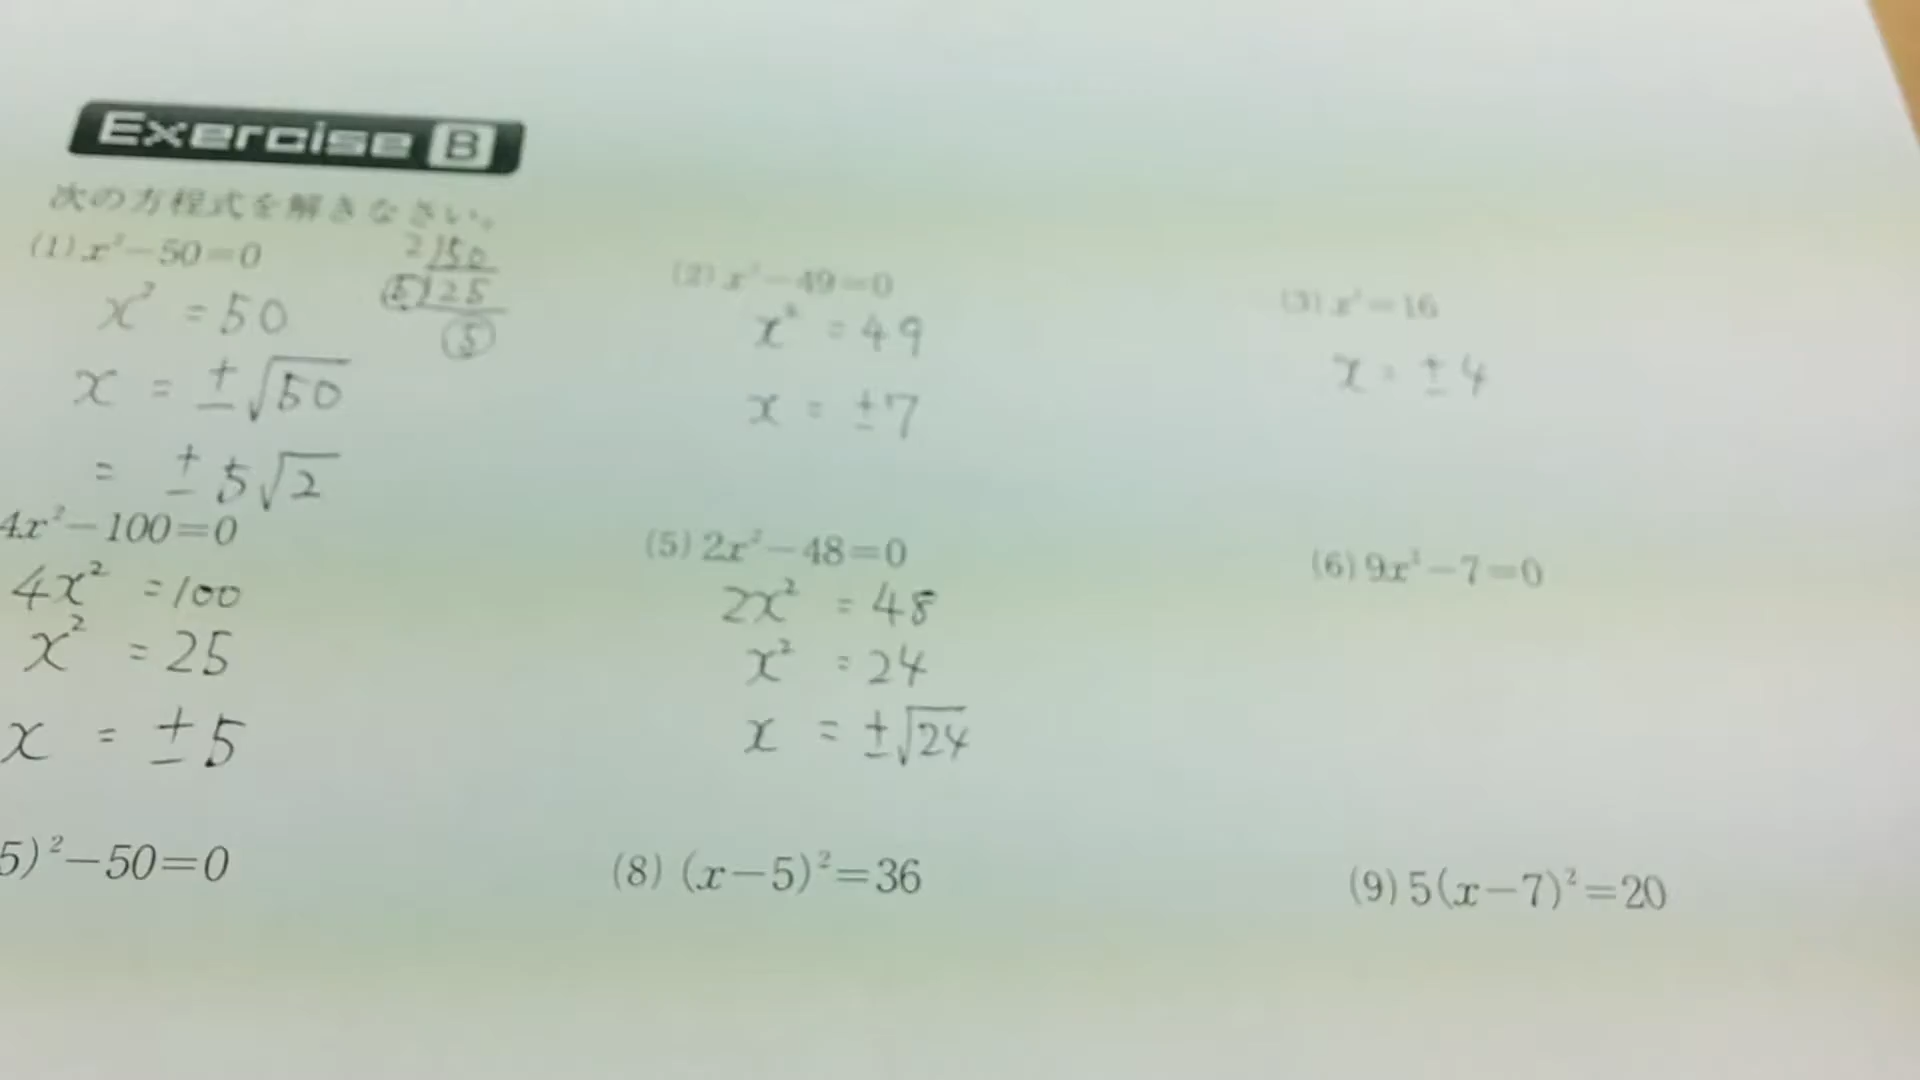 Exercise B
次の方程式を解きなさい。
(1) x²−50=0
x² = 50
x = ±√50
= ±5√2
2)50
5)25
5
(2) x²−49=0
x² = 49
x = ±7
(3) x²=16
x = ±4
4x²−100=0
4x² = 100
x² = 25
x = ±5
(5) 2x²−48=0
2x² = 48
x² = 24
x = ±√24
(6) 9x²−7=0
5)²−50=0
(8) (x−5)²=36
(9) 5(x−7)²=20